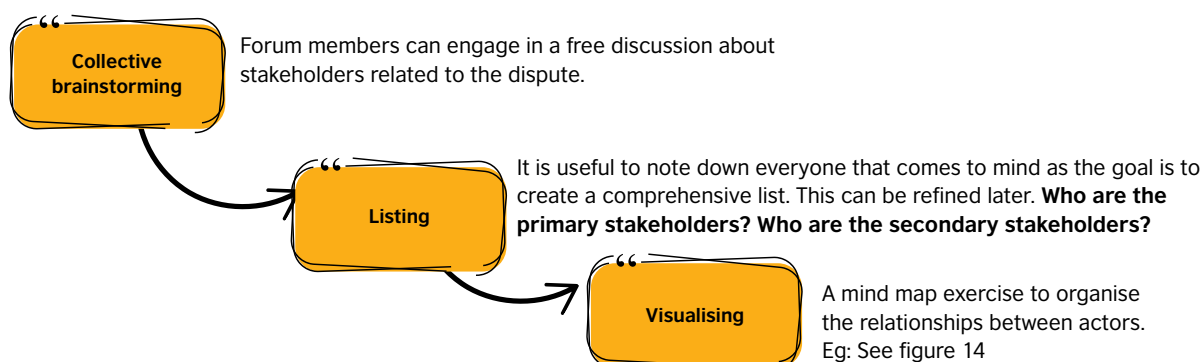 Collective
brainstorming
Forum members can engage in a free discussion about
stakeholders related to the dispute.
Listing
It is useful to note down everyone that comes to mind as the goal is to
create a comprehensive list. This can be refined later. Who are the
primary stakeholders? Who are the secondary stakeholders?
Visualising
A mind map exercise to organise
the relationships between actors.
Eg: See figure 14